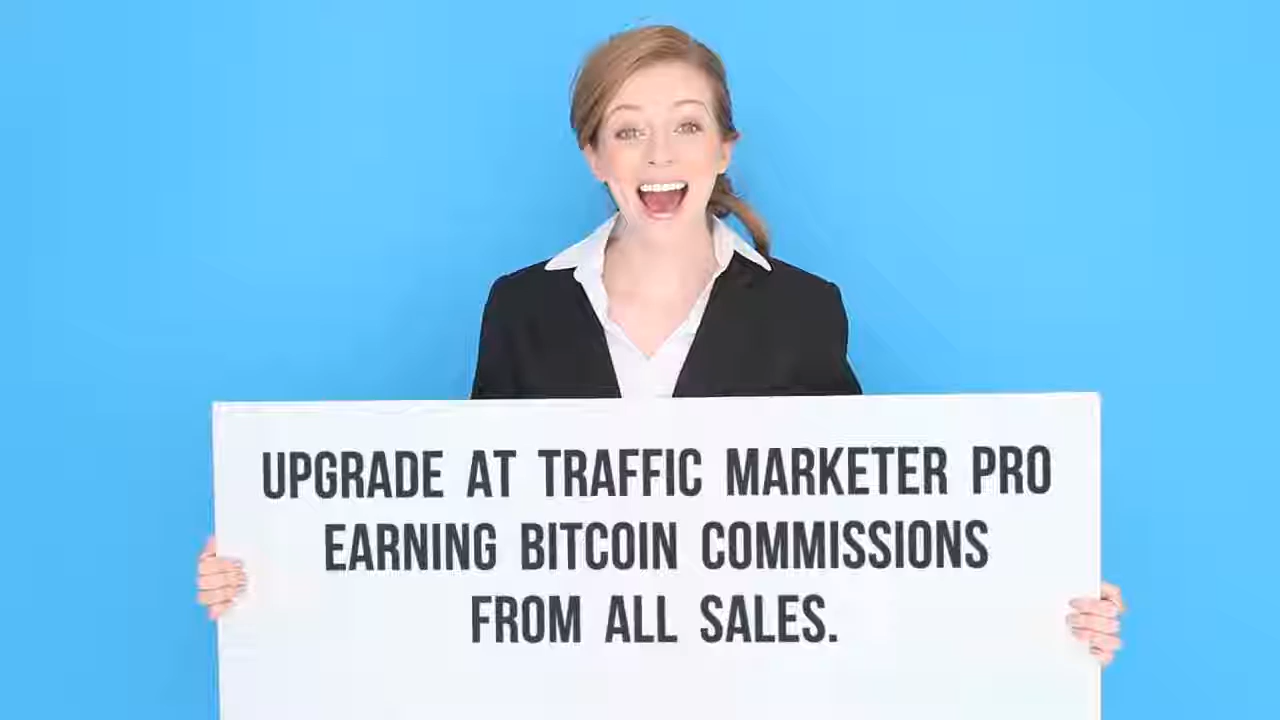 UPGRADE AT TRAFFIC MARKETER PRO
EARNING BITCOIN COMMISSIONS
FROM ALL SALES.